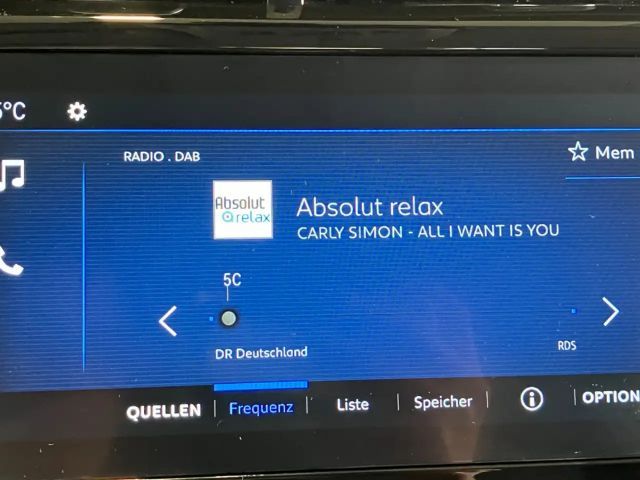 5°C
RADIO . DAB
Mem
Absolut
relax
Absolut relax
CARLY SIMON - ALL I WANT IS YOU
5C
DR Deutschland
RDS
QUELLEN
Frequenz
Liste
Speicher
OPTION